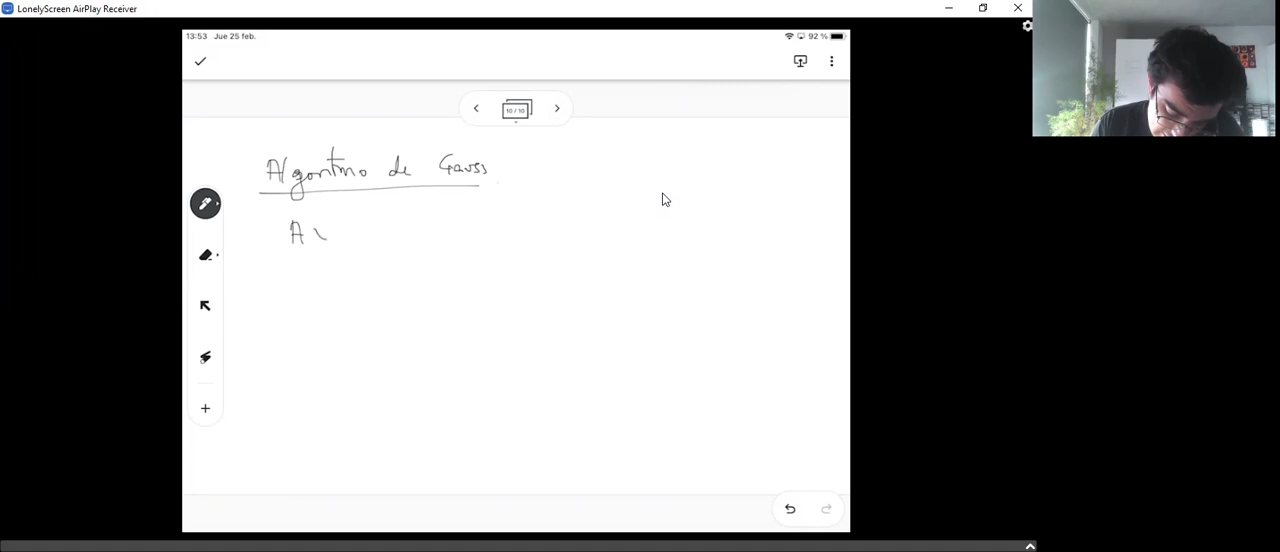 LonelyScreen AirPlay Receiver
13:53 Jue 25 feb.
92 %
10 / 10
Algoritmo de Gauss
A